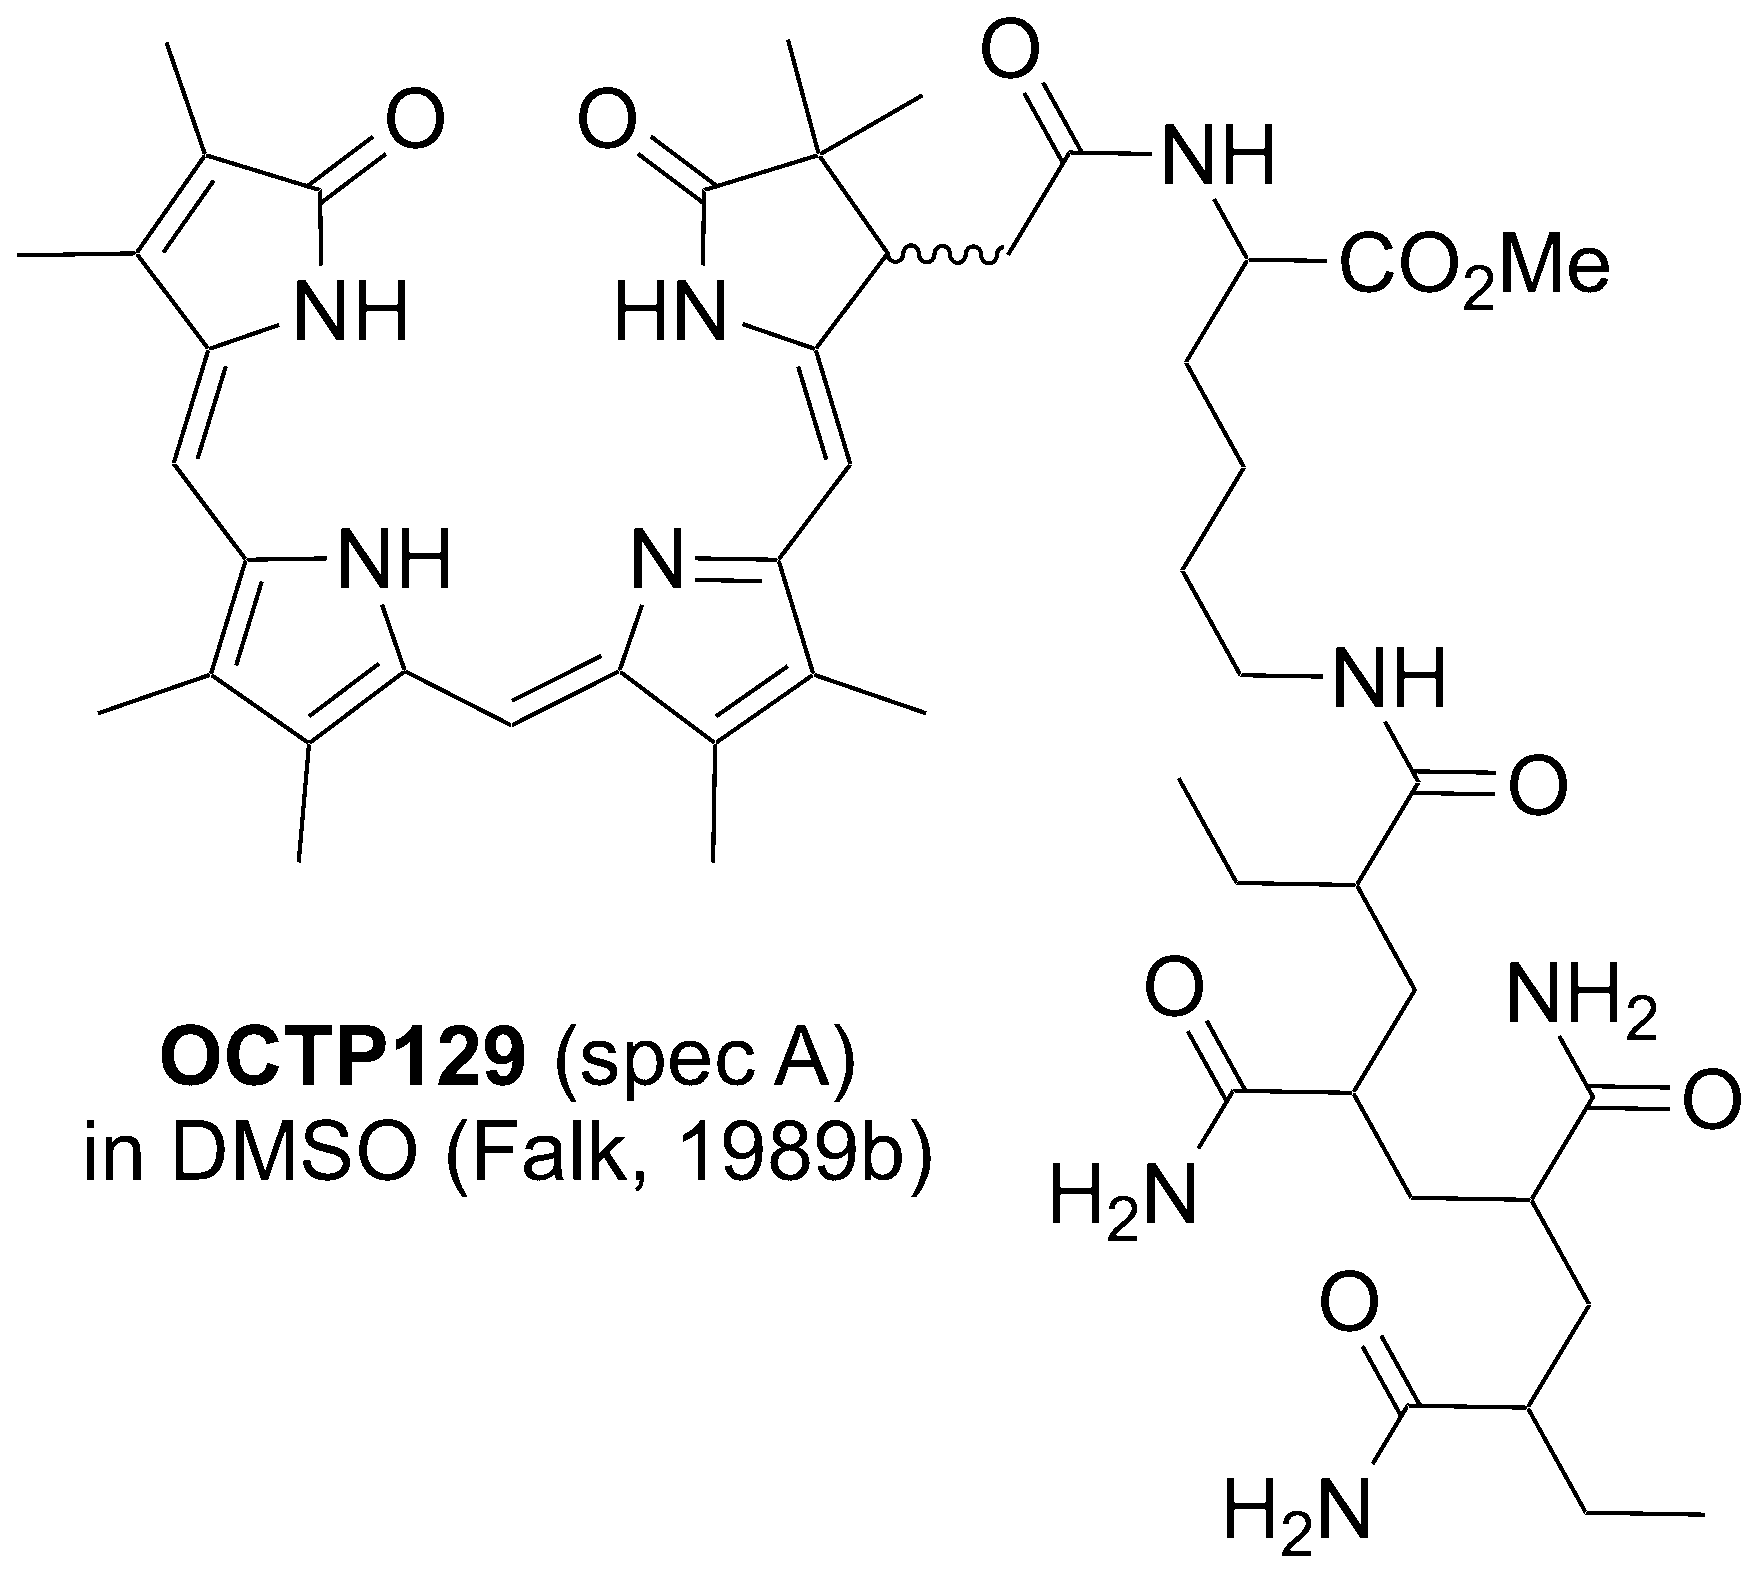 O
O
O
NH
CO2Me
NH
HN
NH
N
NH
O
O
NH2
O
H2N
O
H2N
OCTP129 (spec A)
in DMSO (Falk, 1989b)